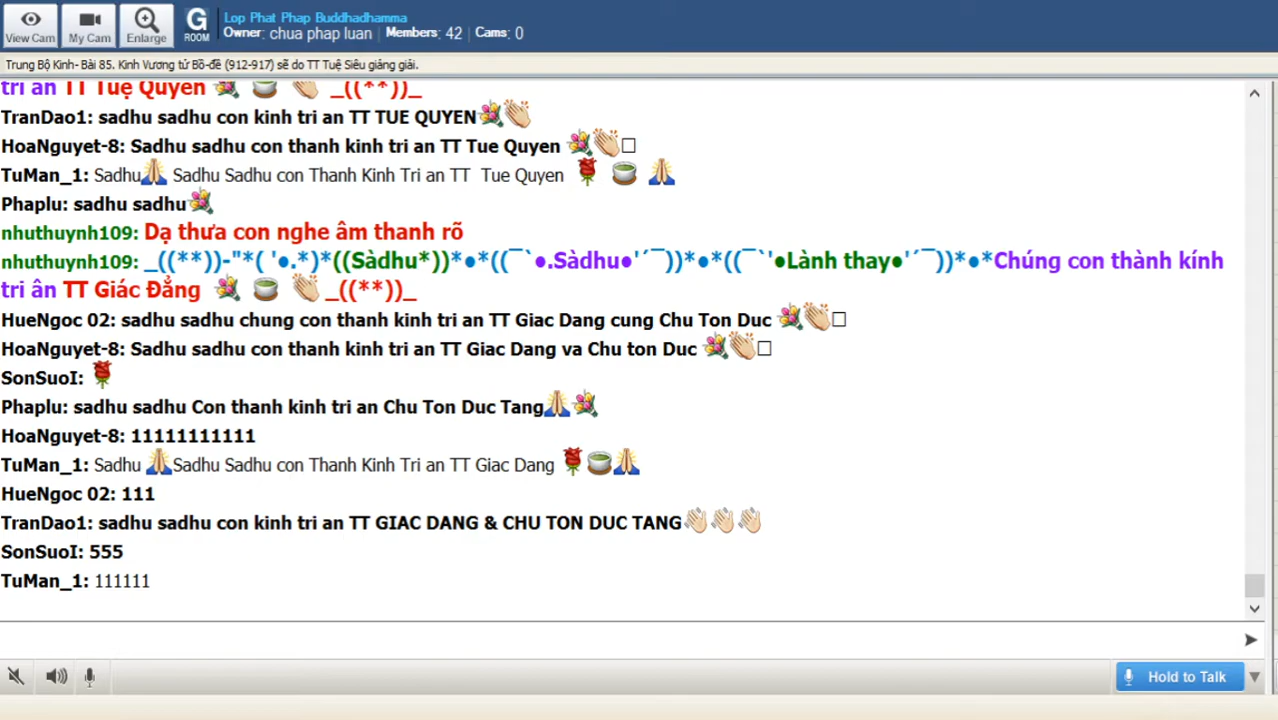 Lop Phat Phap Buddhadhamma
View Cam My Cam Enlarge G ROOM Owner: chua phap luan Members: 42 Cams: 0
Trung Bộ Kinh- Bài 85. Kinh Vương tử Bồ-đề (912-917) sẽ do TT Tuệ Siêu giảng giải.
tri ân TT Tuệ Quyền _((**))_
TranDao1: sadhu sadhu con kinh tri an TT TUE QUYEN
HoaNguyet-8: Sadhu sadhu con thanh kinh tri an TT Tue Quyen
TuMan_1: Sadhu Sadhu Sadhu con Thanh Kinh Tri an TT Tue Quyen
Phaplu: sadhu sadhu
nhuthuynh109: Dạ thưa con nghe âm thanh rõ
nhuthuynh109: _((**))-"*( '●.*)*((Sàdhu*))*●*((¯`●.Sàdhu●'´¯))*●*((¯`'●Lành thay●'´¯))*●*Chúng con thành kính
tri ân TT Giác Đẳng _((**))_
HueNgoc 02: sadhu sadhu chung con thanh kinh tri an TT Giac Dang cung Chu Ton Duc
HoaNguyet-8: Sadhu sadhu con thanh kinh tri an TT Giac Dang va Chu ton Duc
SonSuoI:
Phaplu: sadhu sadhu Con thanh kinh tri an Chu Ton Duc Tang
HoaNguyet-8: 11111111111
TuMan_1: Sadhu Sadhu Sadhu con Thanh Kinh Tri an TT Giac Dang
HueNgoc 02: 111
TranDao1: sadhu sadhu con kinh tri an TT GIAC DANG & CHU TON DUC TANG
SonSuoI: 555
TuMan_1: 111111
Hold to Talk